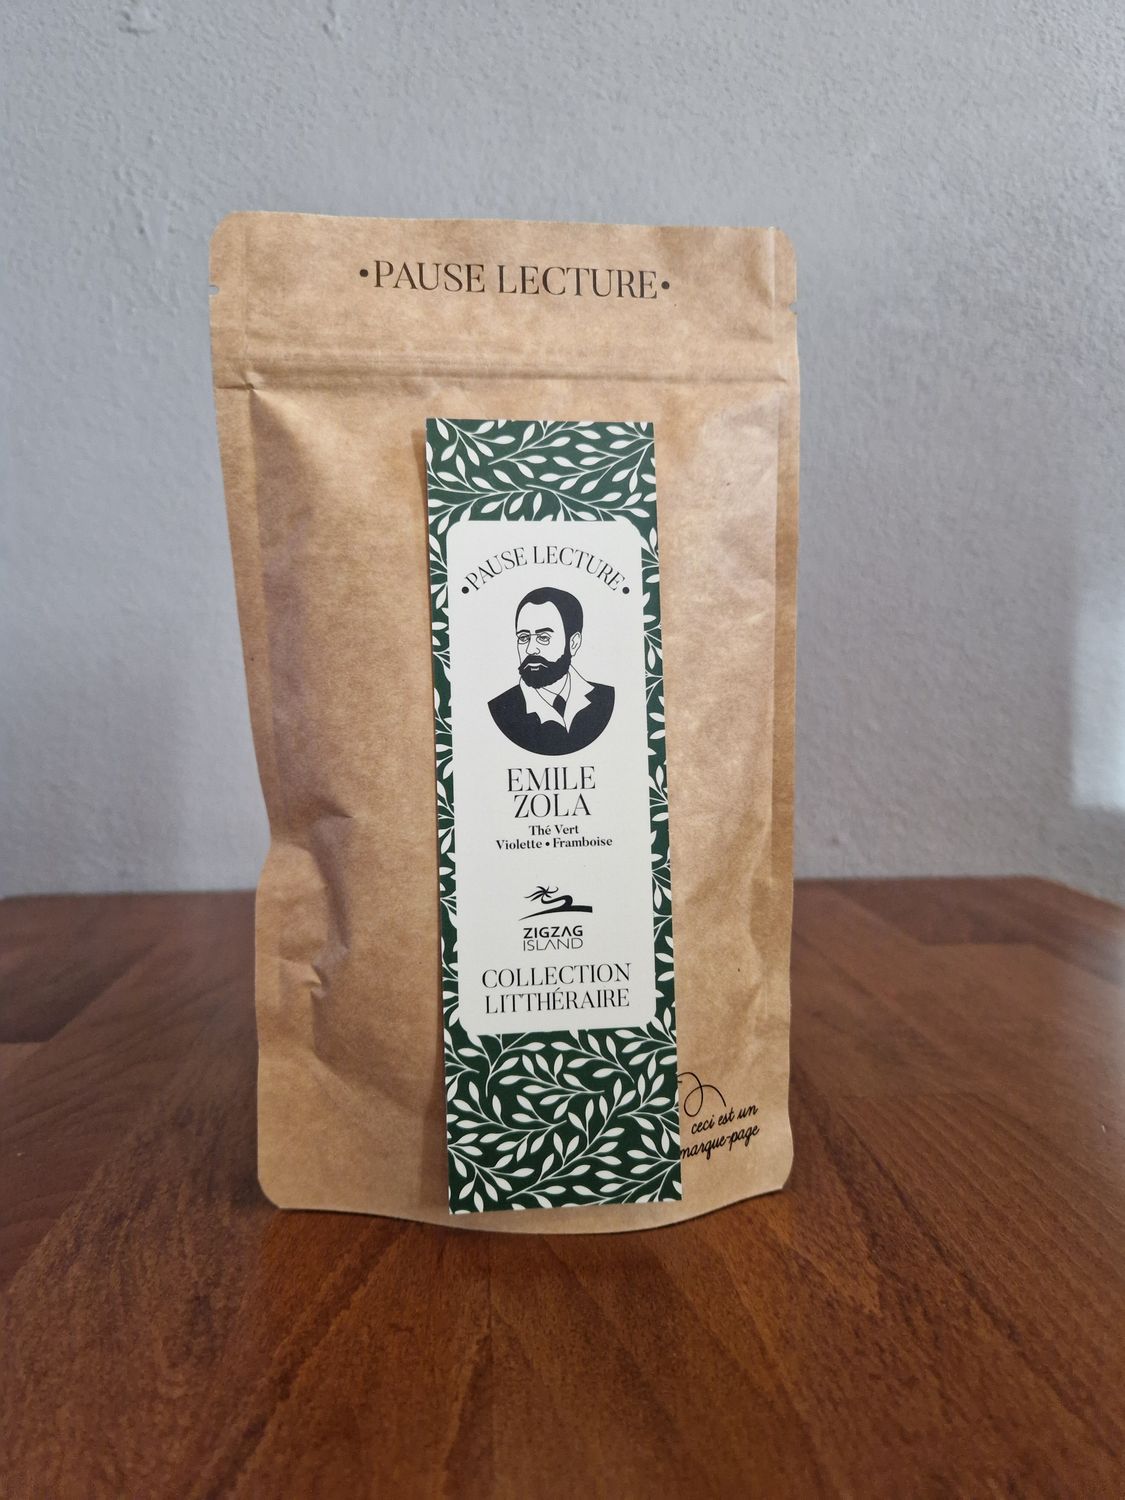 •PAUSE LECTURE•
•PAUSE LECTURE•
EMILE
ZOLA
Thé Vert
Violette • Framboise
ZIGZAG
ISLAND
COLLECTION
LITTHÉRAIRE
ceci est un
marque-page